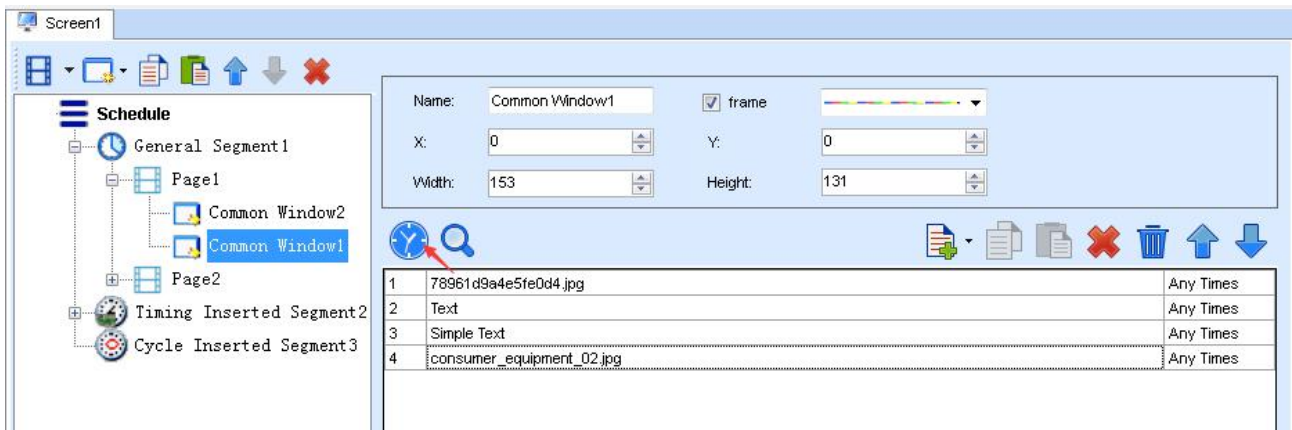 Screen1
Schedule
General Segment1
Page1
Common Window2
Common Window1
Page2
Timing Inserted Segment2
Cycle Inserted Segment3
Name: Common Window1 frame
X: 0 Y: 0
Width: 153 Height: 131
1 78961d9a4e5fe0d4.jpg Any Times
2 Text Any Times
3 Simple Text Any Times
4 consumer_equipment_02.jpg Any Times